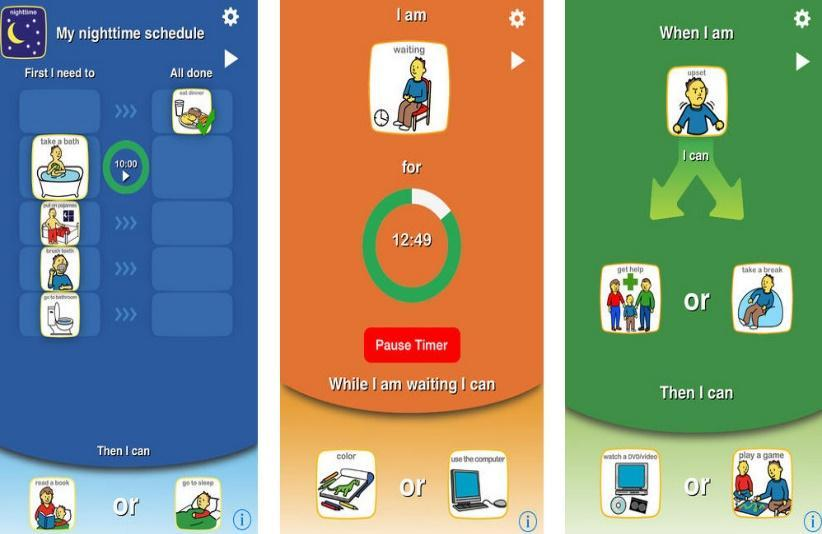 nighttime
My nighttime schedule
First I need to
All done
eat dinner
take a bath
10:00
put on pajamas
brush teeth
go to bathroom
Then I can
read a book
or
go to sleep
i
I am
waiting
for
12:49
Pause Timer
While I am waiting I can
color
or
use the computer
i
When I am
upset
I can
get help
or
take a break
Then I can
watch a DVD/video
or
play a game
i